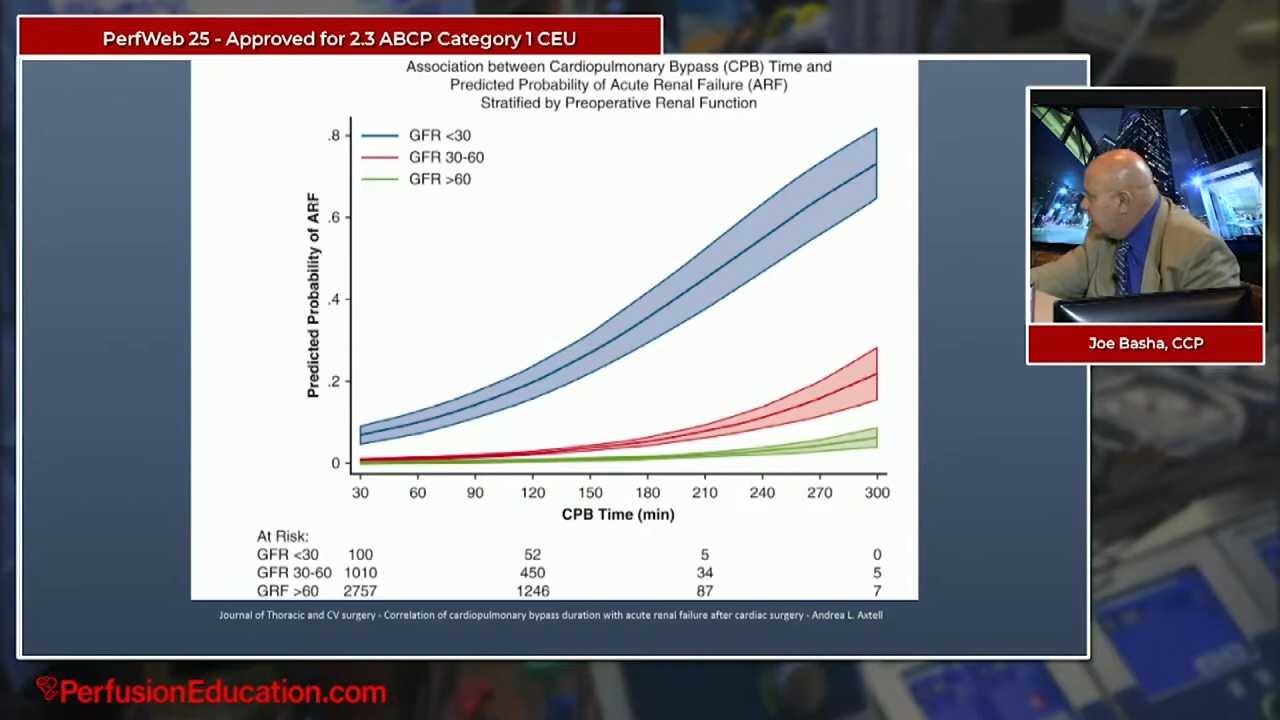 PerfWeb 25 - Approved for 2.3 ABCP Category 1 CEU
Association between Cardiopulmonary Bypass (CPB) Time and
Predicted Probability of Acute Renal Failure (ARF)
Stratified by Preoperative Renal Function
GFR <30
GFR 30-60
GFR >60
Predicted Probability of ARF
.8
.6
.4
.2
0
30 60 90 120 150 180 210 240 270 300
CPB Time (min)
At Risk:
GFR <30 100 52 5 0
GFR 30-60 1010 450 34 5
GRF >60 2757 1246 87 7
Journal of Thoracic and CV surgery - Correlation of cardiopulmonary bypass duration with acute renal failure after cardiac surgery - Andrea L. Axtell
Joe Basha, CCP
PerfusionEducation.com